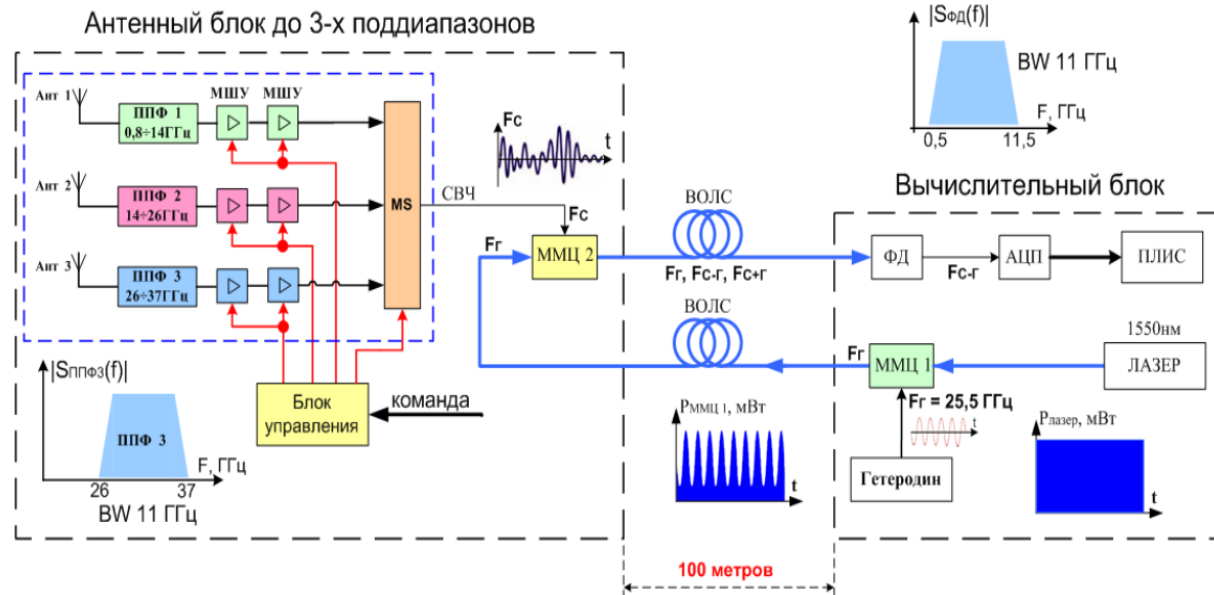 Антенный блок до 3-х поддиапазонов
Ант 1
ППФ 1
0,8÷14ГГц
МШУ
МШУ
Ант 2
ППФ 2
14÷26ГГц
Ант 3
ППФ 3
26÷37ГГц
MS
СВЧ
Fc
t
Fc
Fг
ММЦ 2
|Sппф3(f)|
ППФ 3
F, ГГц
26
37
BW 11 ГГц
Блок
управления
команда
ВОЛС
Fг, Fс-г, Fс+г
ВОЛС
Pммц 1, мВт
t
100 метров
|Sфд(f)|
BW 11 ГГц
F, ГГц
0,5
11,5
Вычислительный блок
ФД
Fс-г
АЦП
ПЛИС
Fг
ММЦ 1
1550нм
ЛАЗЕР
Fг = 25,5 ГГц
t
Гетеродин
Pлазер, мВт
t